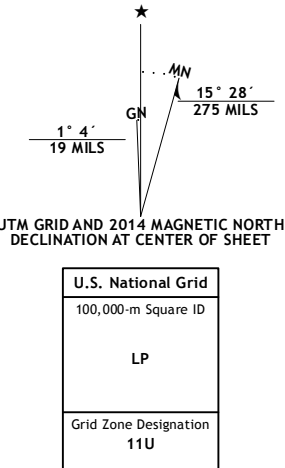 ★
MN
15° 28´
275 MILS
GN
1° 4´
19 MILS
UTM GRID AND 2014 MAGNETIC NORTH
DECLINATION AT CENTER OF SHEET
U.S. National Grid
100,000-m Square ID
LP
Grid Zone Designation
11U